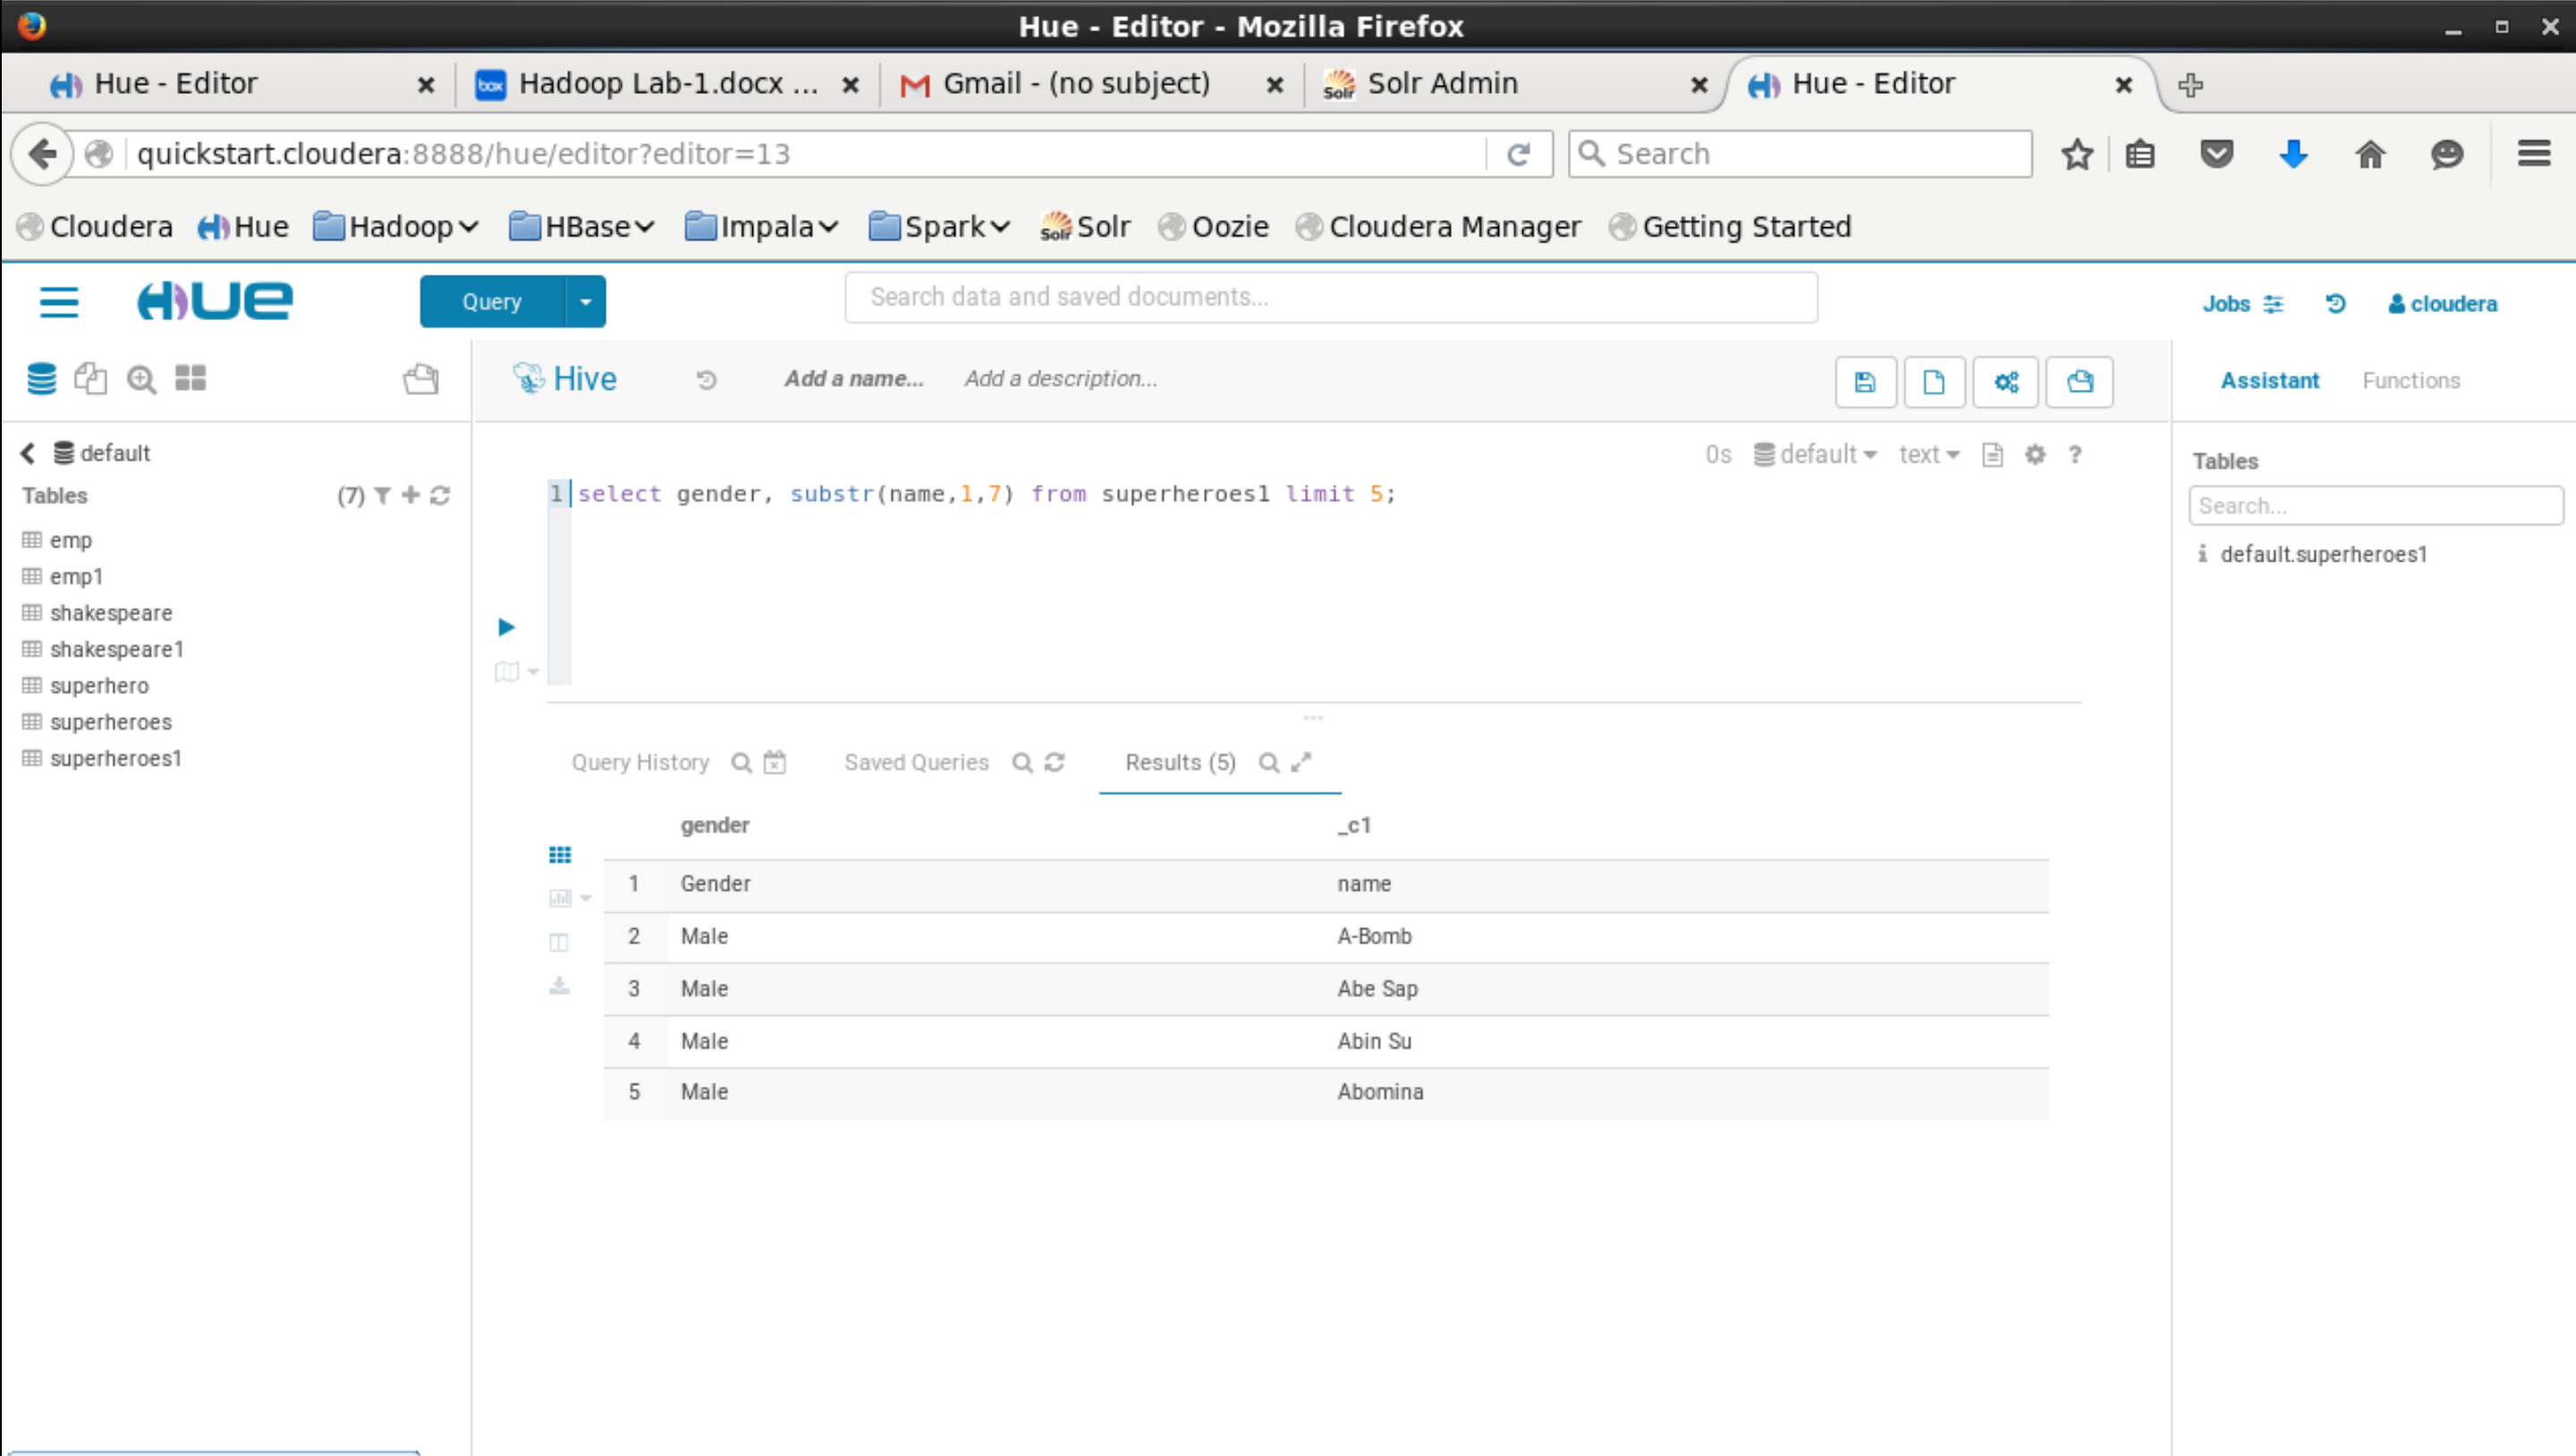 Hue - Editor - Mozilla Firefox
Hue - Editor
box Hadoop Lab-1.docx ...
Gmail - (no subject)
Solr Solr Admin
Hue - Editor
quickstart.cloudera:8888/hue/editor?editor=13
Search
Cloudera Hue Hadoop HBase Impala Spark Solr Solr Oozie Cloudera Manager Getting Started
HUE
Query
Search data and saved documents...
Jobs
cloudera
Hive
Add a name...
Add a description...
Assistant
Functions
default
Tables
(7)
emp
emp1
shakespeare
shakespeare1
superhero
superheroes
superheroes1
0s default text ?
1 select gender, substr(name,1,7) from superheroes1 limit 5;
Query History
Saved Queries
Results (5)
gender _c1
1 Gender name
2 Male A-Bomb
3 Male Abe Sap
4 Male Abin Su
5 Male Abomina
Tables
Search...
default.superheroes1